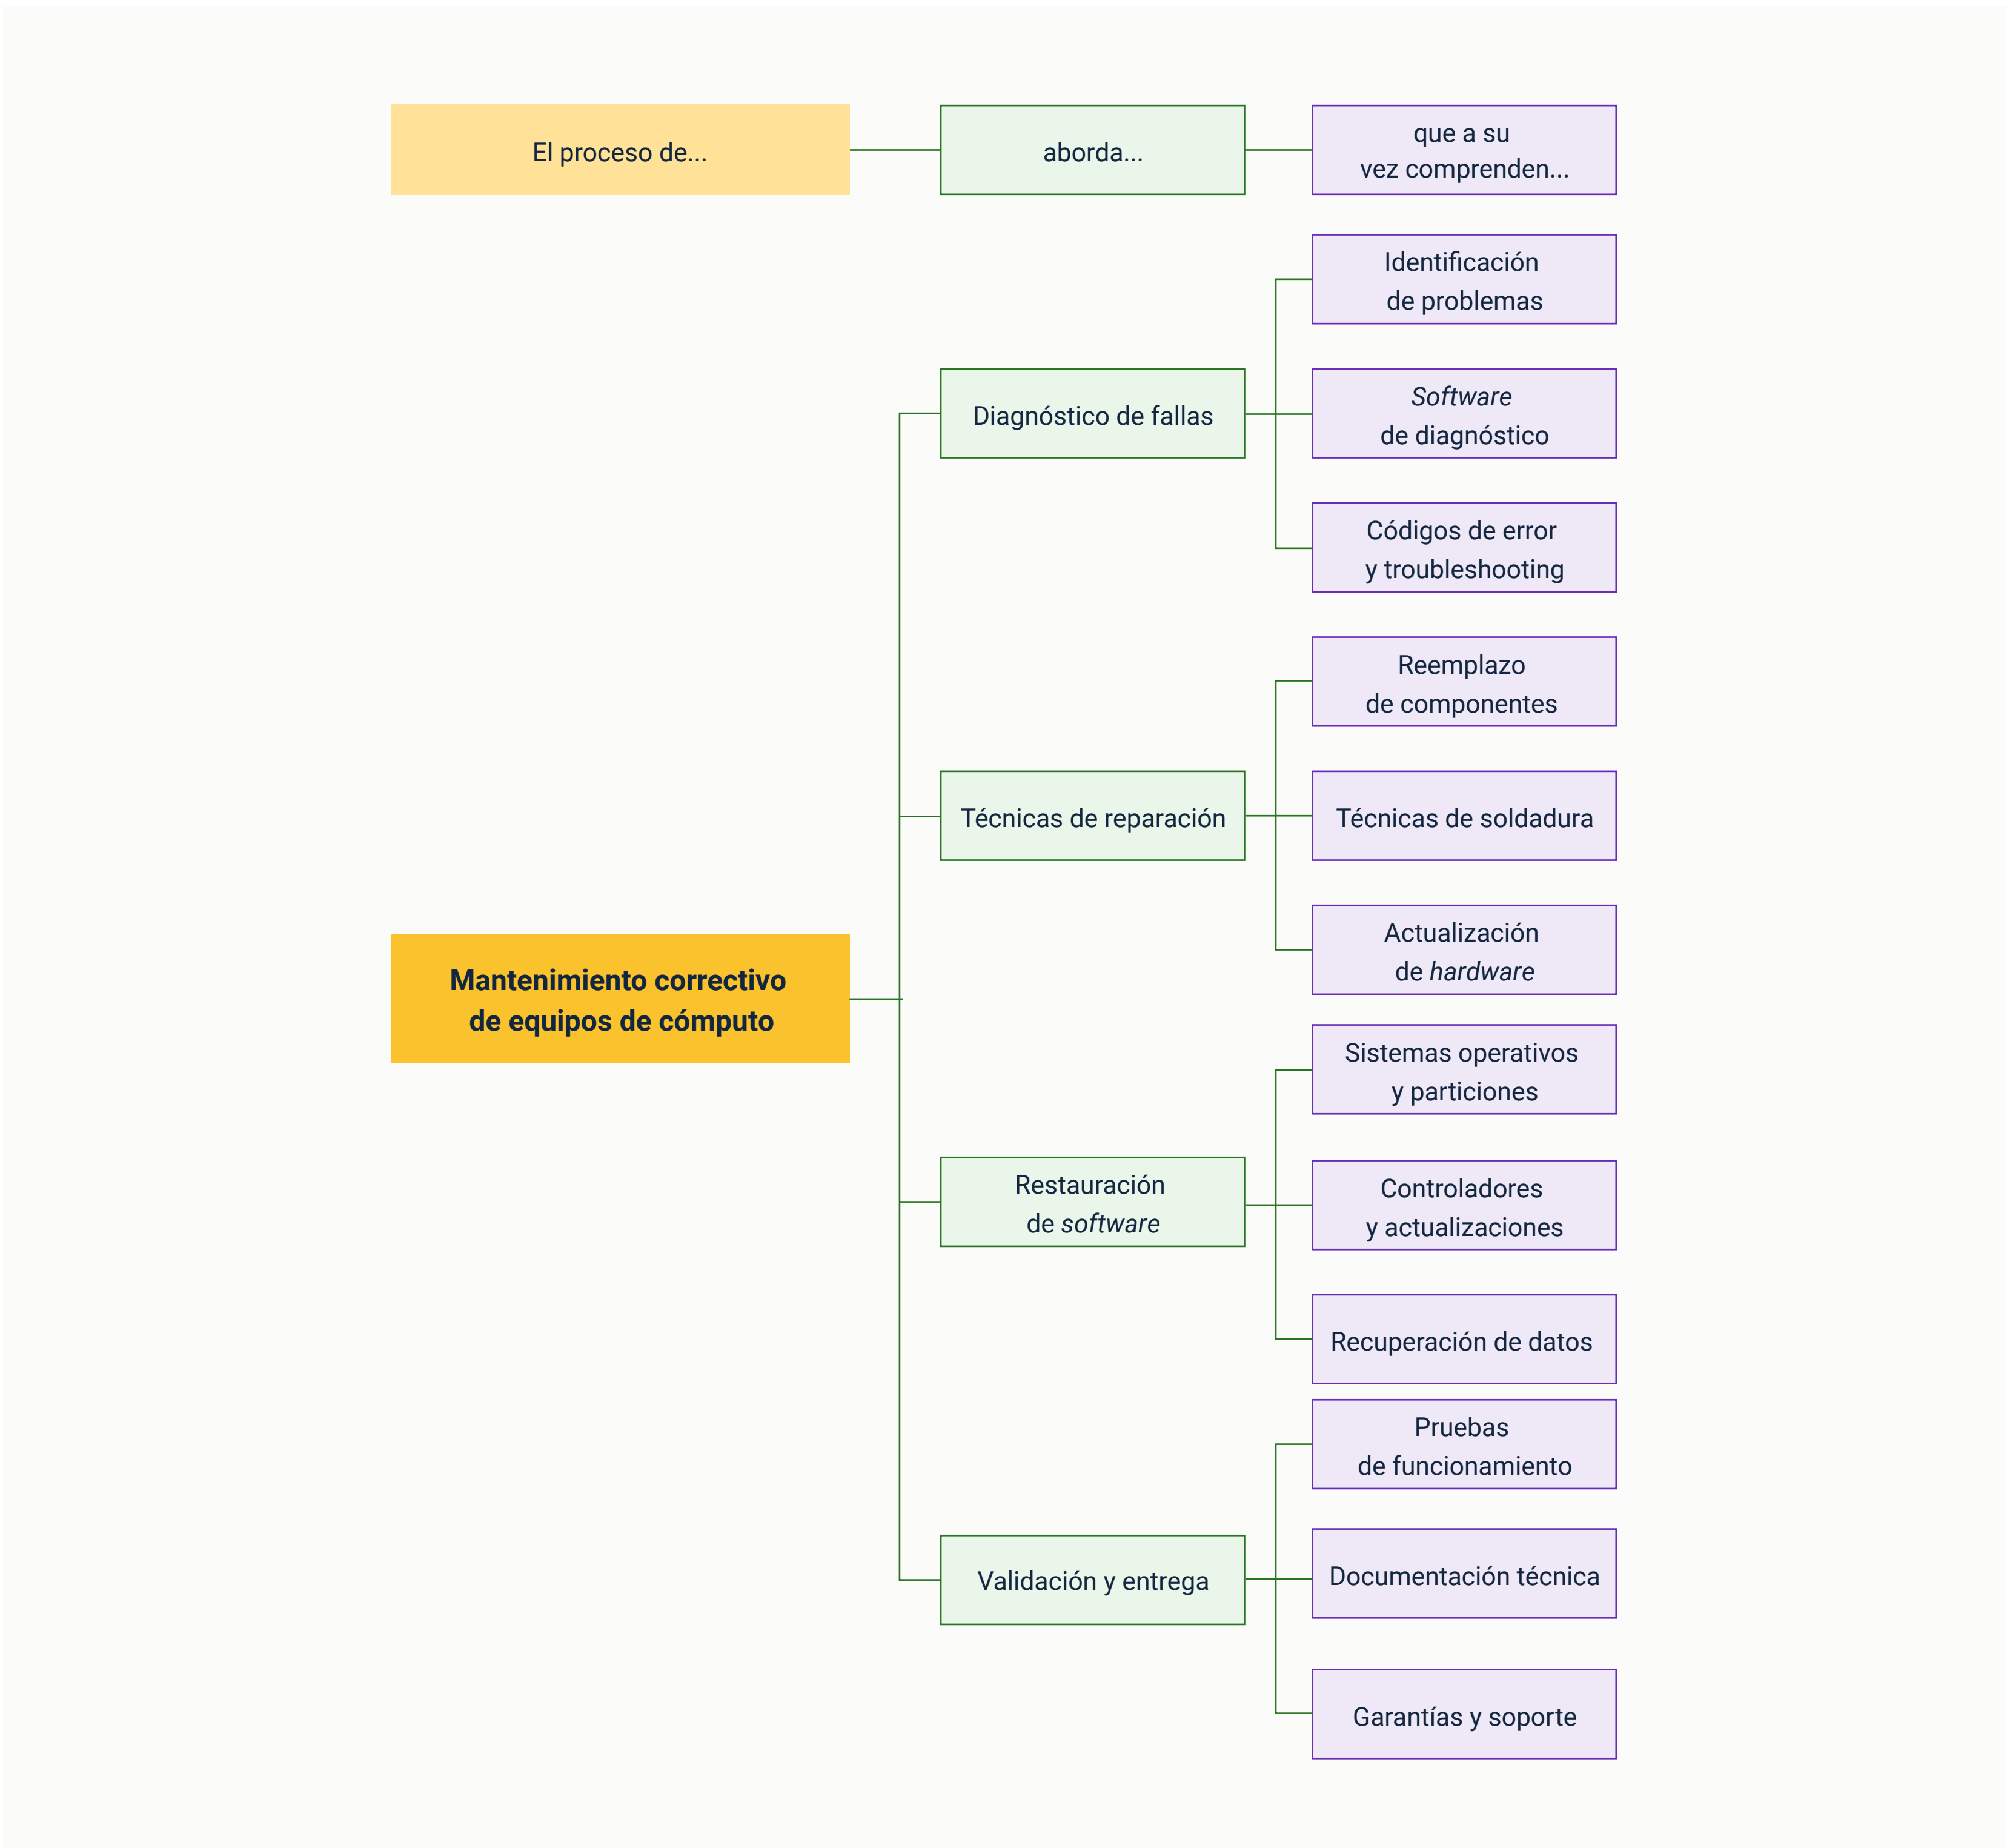 El proceso de...
aborda...
que a su
vez comprenden...
Identificación
de problemas
Diagnóstico de fallas
Software
de diagnóstico
Códigos de error
y troubleshooting
Reemplazo
de componentes
Técnicas de reparación
Técnicas de soldadura
Actualización
de hardware
Mantenimiento correctivo
de equipos de cómputo
Sistemas operativos
y particiones
Restauración
de software
Controladores
y actualizaciones
Recuperación de datos
Pruebas
de funcionamiento
Validación y entrega
Documentación técnica
Garantías y soporte